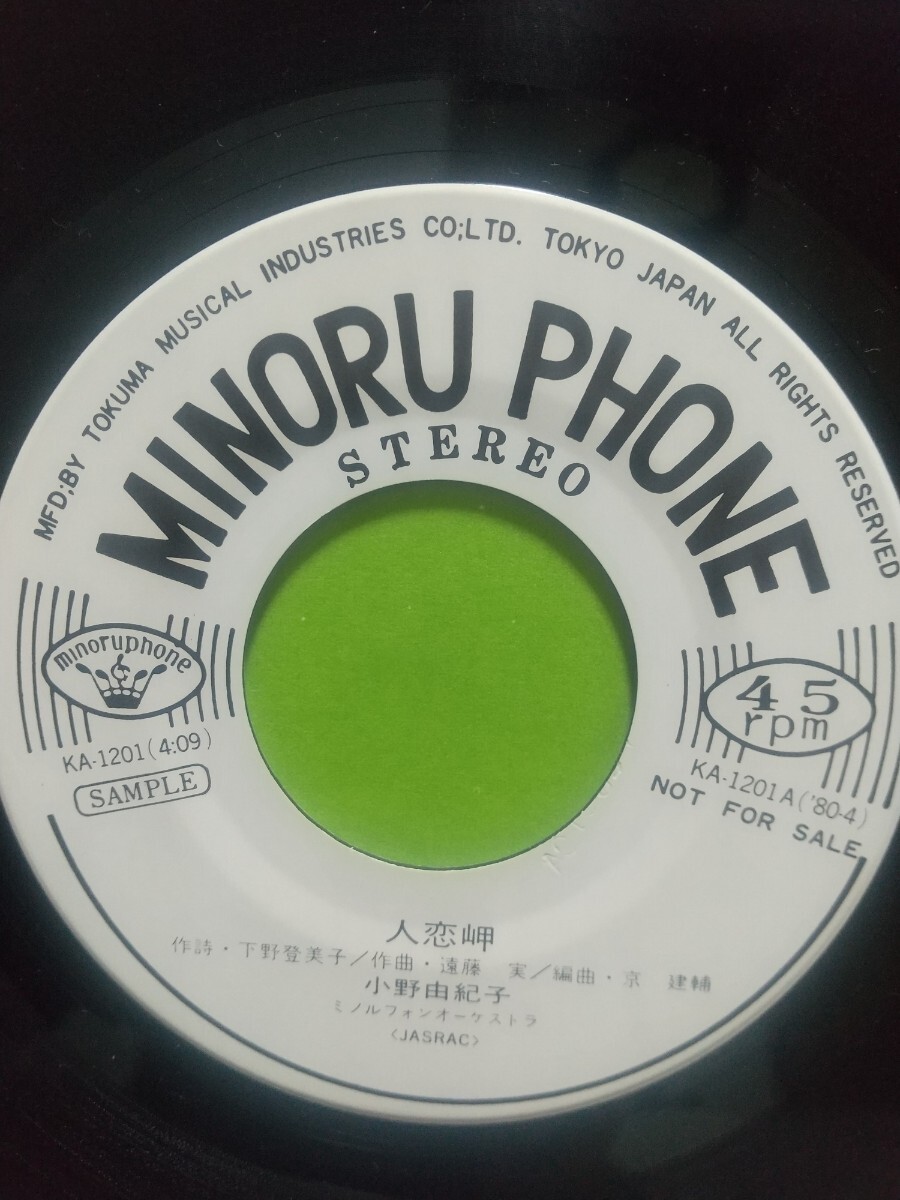 MFD;BY TOKUMA MUSICAL INDUSTRIES CO;LTD. TOKYO JAPAN ALL RIGHTS RESERVED
MINORU PHONE
STEREO
minoruphone
45
rpm
KA-1201(4:09)
SAMPLE
KA-1201A('80-4)
NOT FOR SALE
人恋岬
作詩・下野登美子/作曲・遠藤 実/編曲・京 建輔
小野由紀子
ミノルフォンオーケストラ
〈JASRAC〉